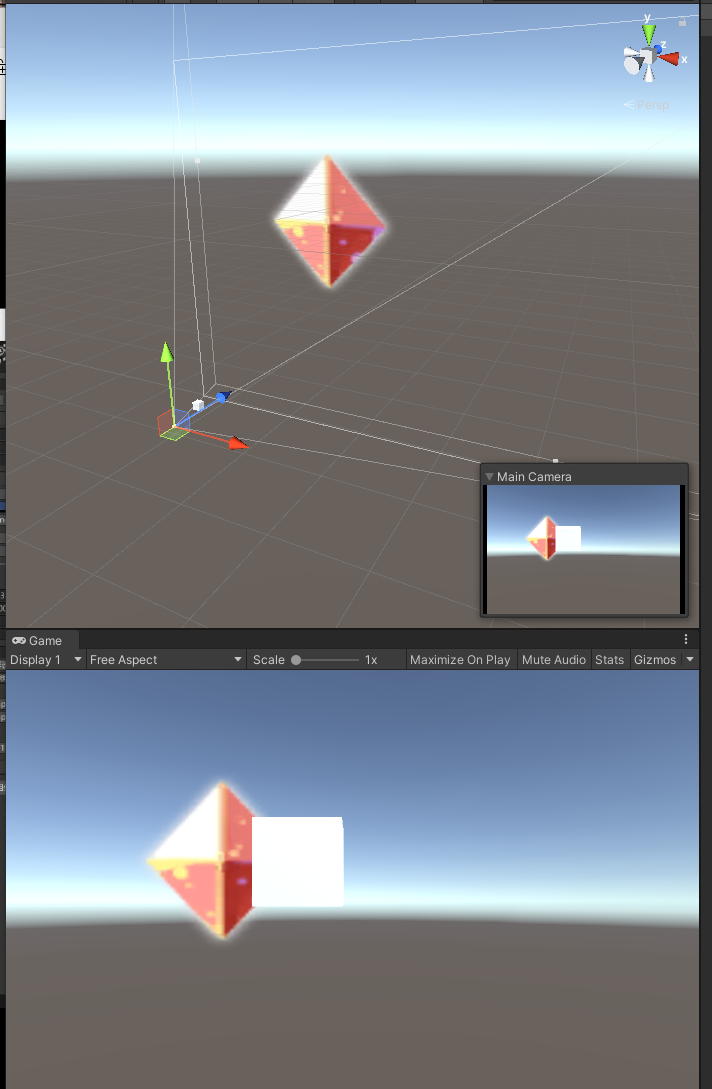 y
z
x
Persp
Main Camera
Game
Display 1 Free Aspect Scale 1x Maximize On Play Mute Audio Stats Gizmos